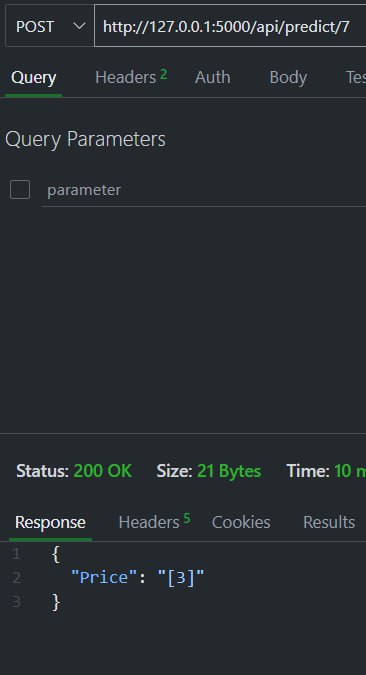 POST http://127.0.0.1:5000/api/predict/7
Query Headers 2 Auth Body Tes
Query Parameters
parameter
Status: 200 OK Size: 21 Bytes Time: 10 m
Response Headers 5 Cookies Results
1 {
2 "Price": "[3]"
3 }